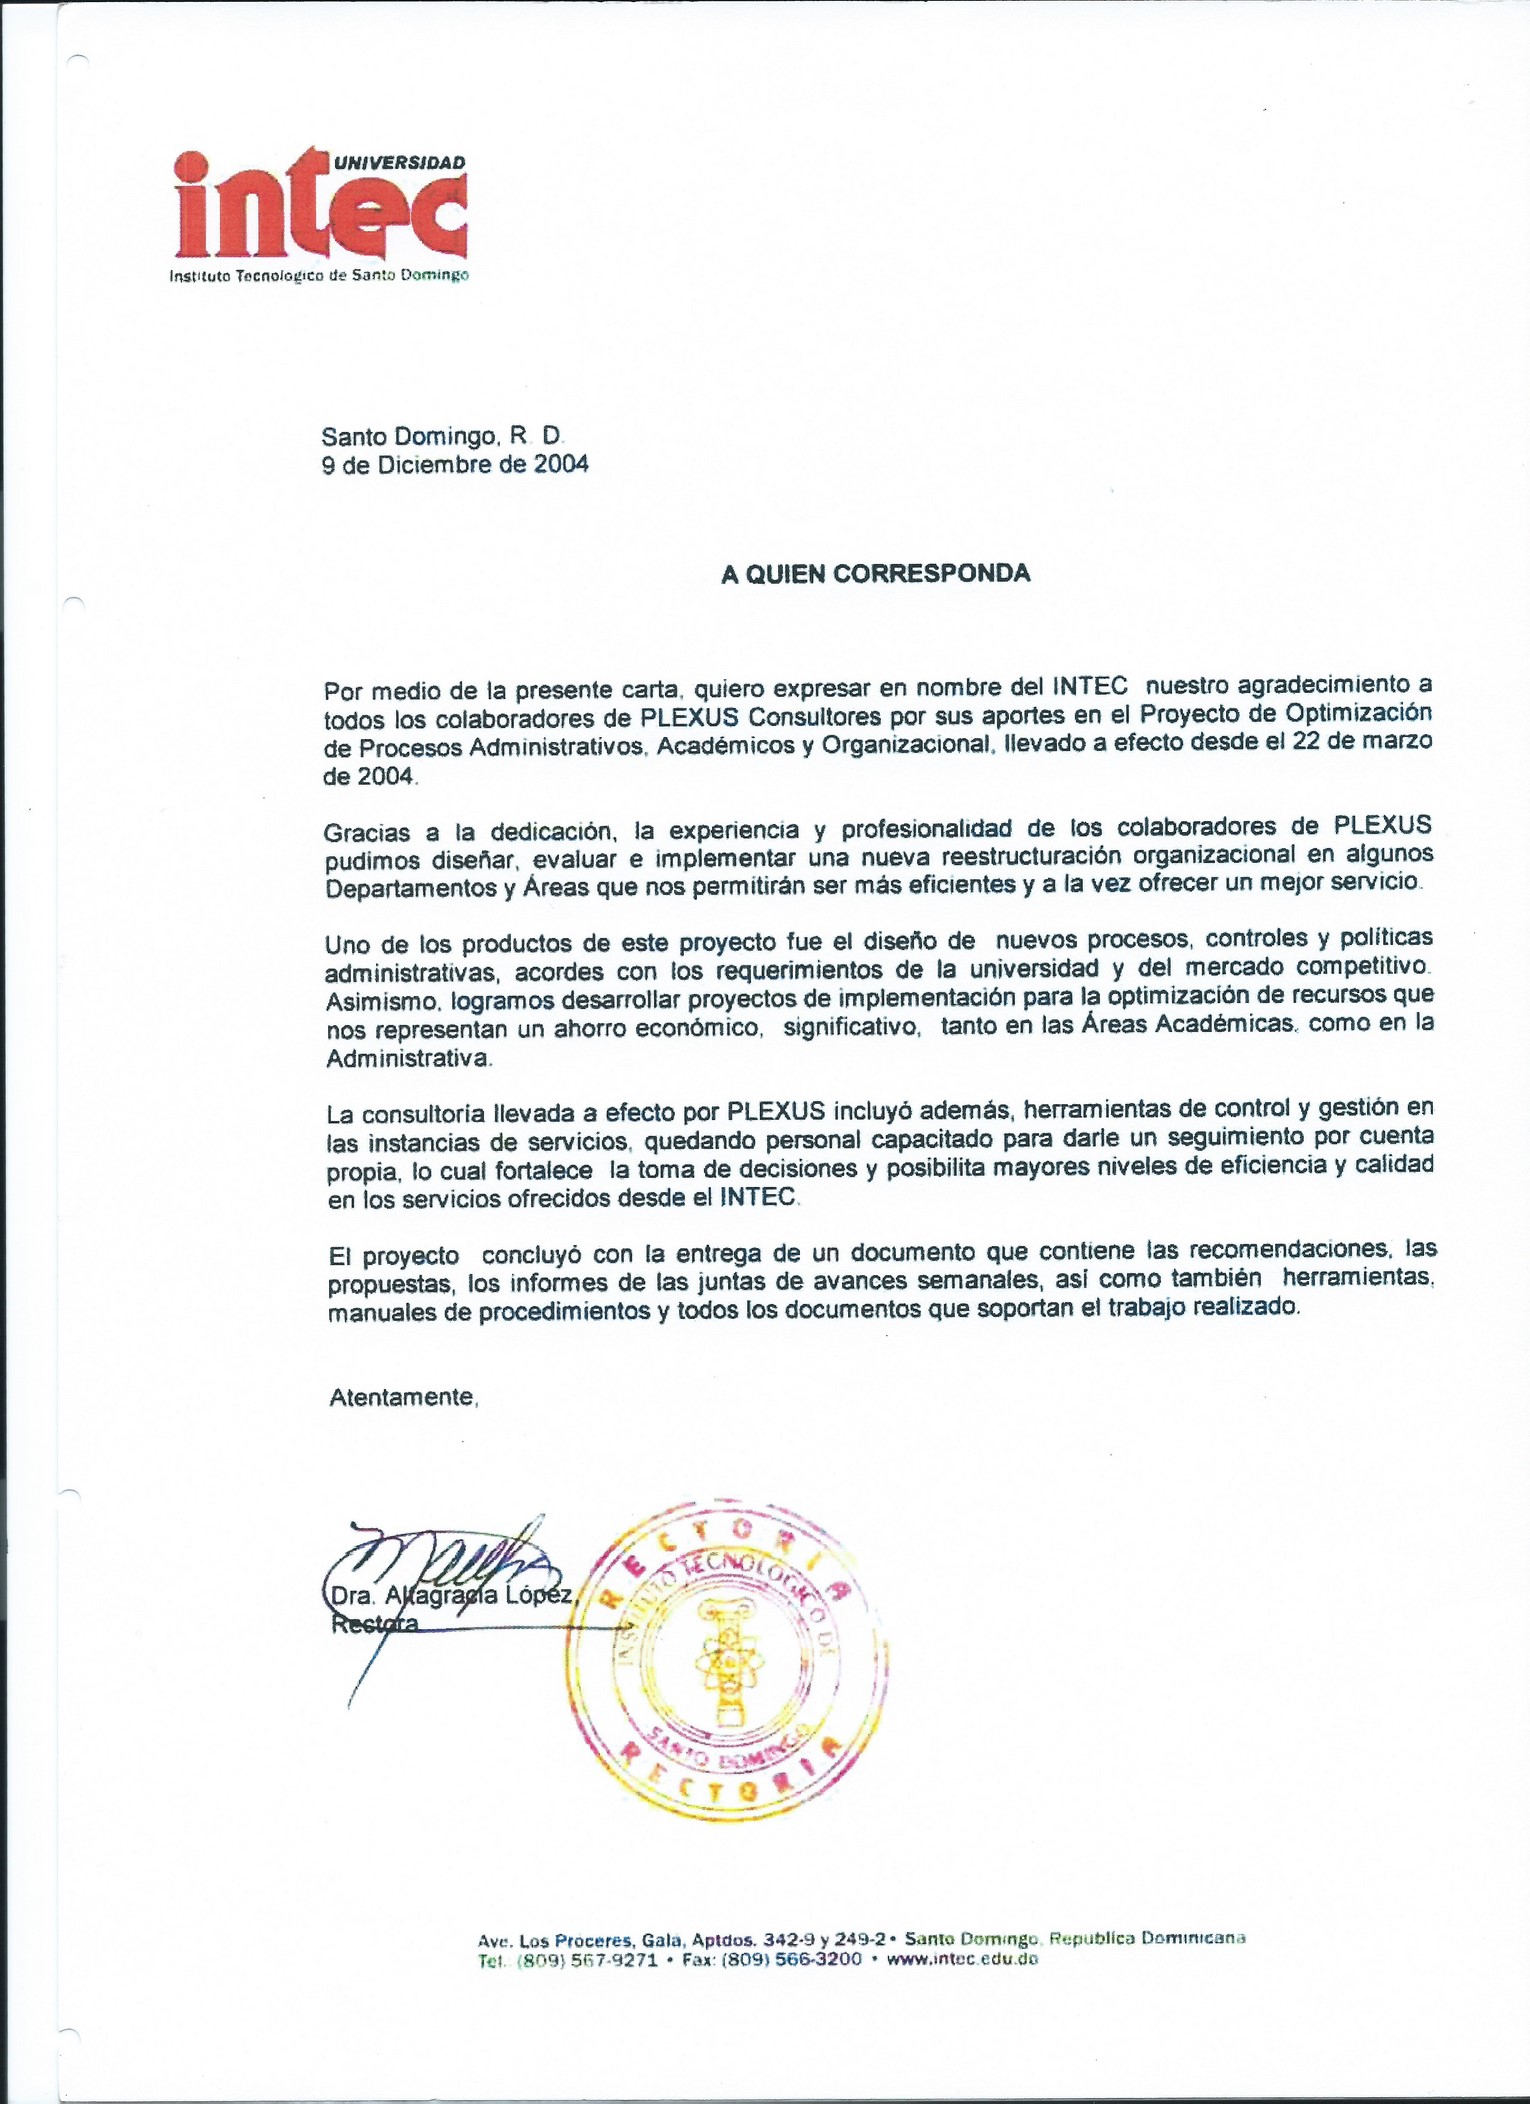 UNIVERSIDAD
intec
Instituto Tecnologico de Santo Domingo
Santo Domingo, R. D.
9 de Diciembre de 2004
A QUIEN CORRESPONDA
Por medio de la presente carta, quiero expresar en nombre del INTEC nuestro agradecimiento a
todos los colaboradores de PLEXUS Consultores por sus aportes en el Proyecto de Optimización
de Procesos Administrativos, Académicos y Organizacional, llevado a efecto desde el 22 de marzo
de 2004.
Gracias a la dedicación, la experiencia y profesionalidad de los colaboradores de PLEXUS
pudimos diseñar, evaluar e implementar una nueva reestructuración organizacional en algunos
Departamentos y Áreas que nos permitirán ser más eficientes y a la vez ofrecer un mejor servicio.
Uno de los productos de este proyecto fue el diseño de nuevos procesos, controles y políticas
administrativas, acordes con los requerimientos de la universidad y del mercado competitivo.
Asimismo, logramos desarrollar proyectos de implementación para la optimización de recursos que
nos representan un ahorro económico, significativo, tanto en las Áreas Académicas, como en la
Administrativa.
La consultoria llevada a efecto por PLEXUS incluyó además, herramientas de control y gestión en
las instancias de servicios, quedando personal capacitado para darle un seguimiento por cuenta
propia, lo cual fortalece la toma de decisiones y posibilita mayores niveles de eficiencia y calidad
en los servicios ofrecidos desde el INTEC.
El proyecto concluyó con la entrega de un documento que contiene las recomendaciones, las
propuestas, los informes de las juntas de avances semanales, así como también herramientas,
manuales de procedimientos y todos los documentos que soportan el trabajo realizado.
Atentamente,
Dra. Altagracia López,
Rectora
RECTORIA
INSTITUTO TECNOLOGICO DE
SANTO DOMINGO
RECTORIA
Ave. Los Proceres, Gala, Aptdos. 342-9 y 249-2 • Santo Domingo, Republica Dominicana
Tel.: (809) 567-9271 • Fax: (809) 566-3200 • www.intec.edu.do